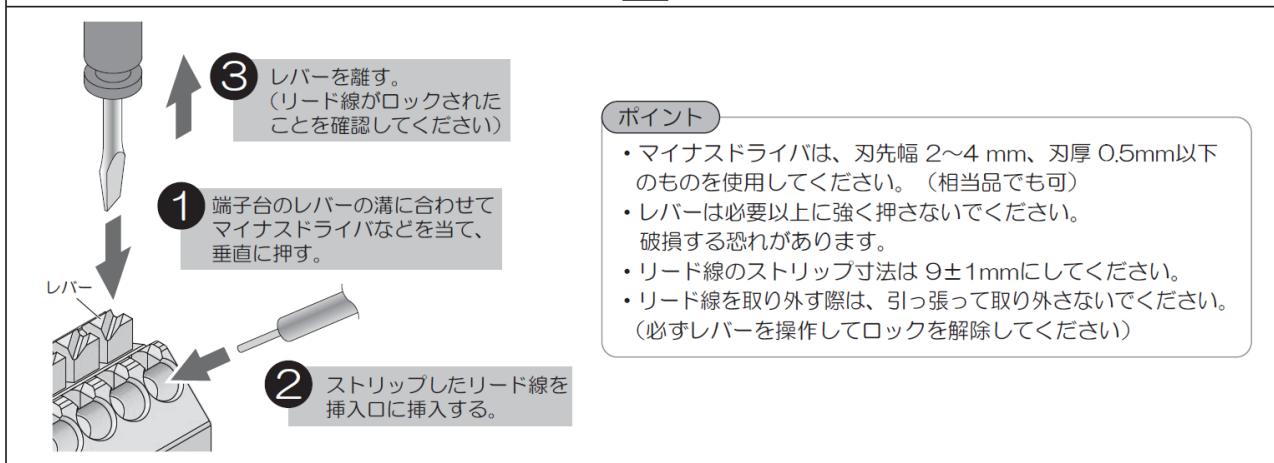 3
レバーを離す。
（リード線がロックされた
ことを確認してください）
1
端子台のレバーの溝に合わせて
マイナスドライバなどを当て、
垂直に押す。
レバー
2
ストリップしたリード線を
挿入口に挿入する。
ポイント
・マイナスドライバは、刃先幅 2～4 mm、刃厚 0.5mm以下
のものを使用してください。（相当品でも可）
・レバーは必要以上に強く押さないでください。
破損する恐れがあります。
・リード線のストリップ寸法は 9±1mmにしてください。
・リード線を取り外す際は、引っ張って取り外さないでください。
（必ずレバーを操作してロックを解除してください）